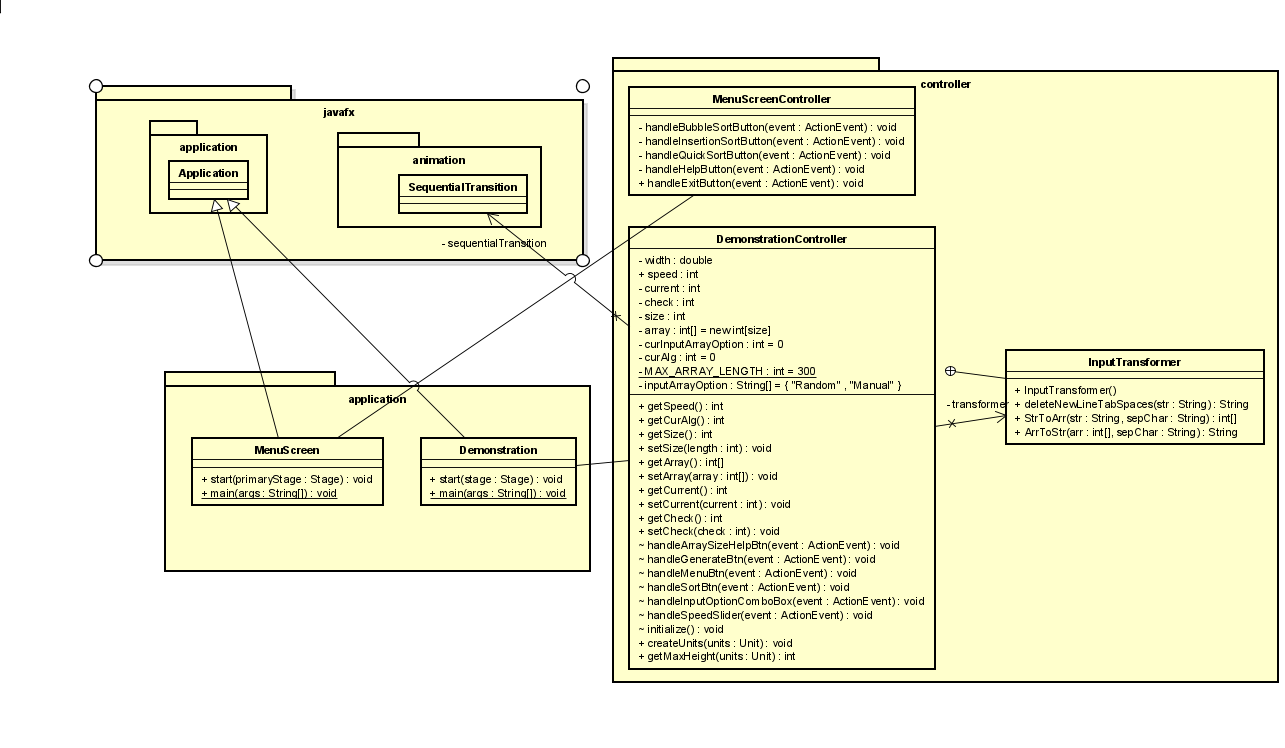 javafx
application
Application
animation
SequentialTransition
- sequentialTransition
controller
MenuScreenController
- handleBubbleSortButton(event : ActionEvent) : void
- handleInsertionSortButton(event : ActionEvent) : void
- handleQuickSortButton(event : ActionEvent) : void
- handleHelpButton(event : ActionEvent) : void
+ handleExitButton(event : ActionEvent) : void
DemonstrationController
- width : double
+ speed : int
- current : int
- check : int
- size : int
- array : int[] = new int[size]
- curInputArrayOption : int = 0
- curAlg : int = 0
- MAX_ARRAY_LENGTH : int = 300
- inputArrayOption : String[] = { "Random" , "Manual" }
+ getSpeed() : int
+ getCurAlg() : int
+ getSize() : int
+ setSize(length : int) : void
+ getArray() : int[]
+ setArray(array : int[]) : void
+ getCurrent() : int
+ setCurrent(current : int) : void
+ getCheck() : int
+ setCheck(check : int) : void
~ handleArraySizeHelpBtn(event : ActionEvent) : void
~ handleGenerateBtn(event : ActionEvent) : void
~ handleMenuBtn(event : ActionEvent) : void
~ handleSortBtn(event : ActionEvent) : void
~ handleInputOptionComboBox(event : ActionEvent) : void
~ handleSpeedSlider(event : ActionEvent) : void
~ initialize() : void
+ createUnits(units : Unit) : void
+ getMaxHeight(units : Unit) : int
InputTransformer
+ InputTransformer()
+ deleteNewLineTabSpaces(str : String) : String
+ StrToArr(str : String, sepChar : String) : int[]
+ ArrToStr(arr : int[], sepChar : String) : String
- transformer
application
MenuScreen
+ start(primaryStage : Stage) : void
+ main(args : String[]) : void
Demonstration
+ start(stage : Stage) : void
+ main(args : String[]) : void